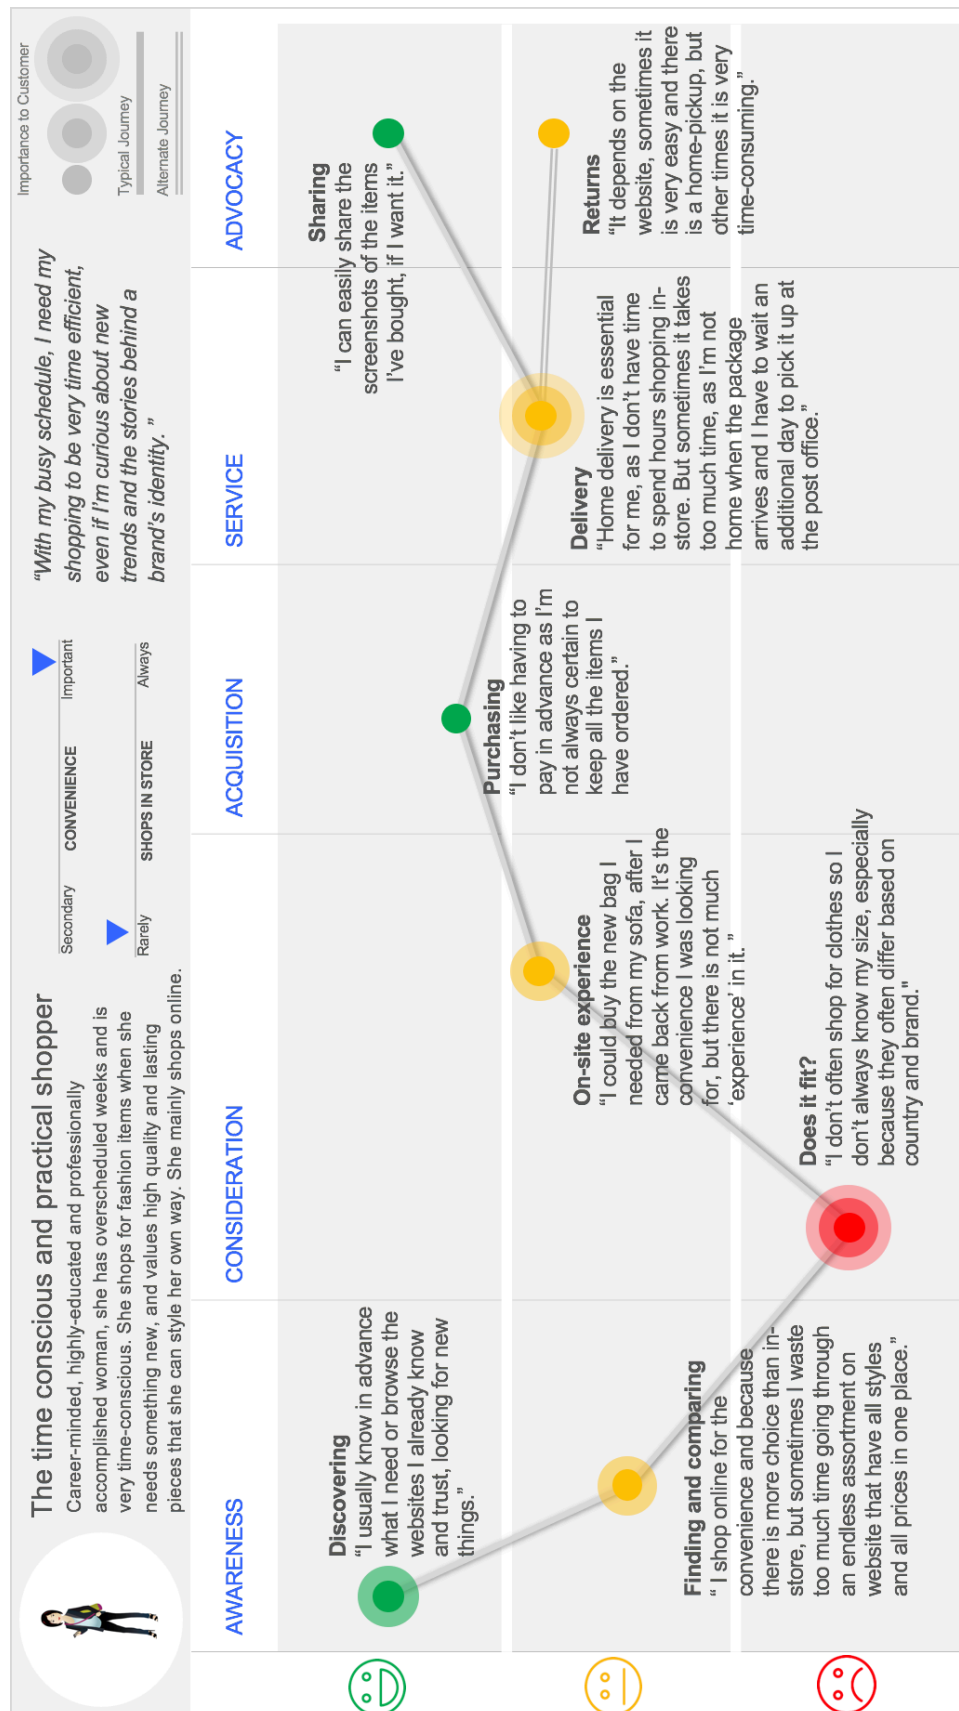 The time conscious and practical shopper
Career-minded, highly-educated and professionally
accomplished woman, she has overscheduled weeks and is
very time-conscious. She shops for fashion items when she
needs something new, and values high quality and lasting
pieces that she can style her own way. She mainly shops online.
Secondary
CONVENIENCE
Important
Rarely
SHOPS IN STORE
Always
“With my busy schedule, I need my
shopping to be very time efficient,
even if I’m curious about new
trends and the stories behind a
brand’s identity. ”
Importance to Customer
Typical Journey
Alternate Journey
AWARENESS
CONSIDERATION
ACQUISITION
SERVICE
ADVOCACY
Discovering
“I usually know in advance
what I need or browse the
websites I already know
and trust, looking for new
things.”
Finding and comparing
“ I shop online for the
convenience and because
there is more choice than in-
store, but sometimes I waste
too much time going through
an endless assortment on
website that have all styles
and all prices in one place.”
Does it fit?
“I don’t often shop for clothes so I
don’t always know my size, especially
because they often differ based on
country and brand."
On-site experience
“I could buy the new bag I
needed from my sofa, after I
came back from work. It’s the
convenience I was looking
for, but there is not much
‘experience’ in it. ”
Purchasing
“I don’t like having to
pay in advance as I’m
not always certain to
keep all the items I
have ordered.”
Delivery
“Home delivery is essential
for me, as I don’t have time
to spend hours shopping in-
store. But sometimes it takes
too much time, as I’m not
home when the package
arrives and I have to wait an
additional day to pick it up at
the post office.”
Sharing
“I can easily share the
screenshots of the items
I’ve bought, if I want it.”
Returns
“It depends on the
website, sometimes it
is very easy and there
is a home-pickup, but
other times it is very
time-consuming.”